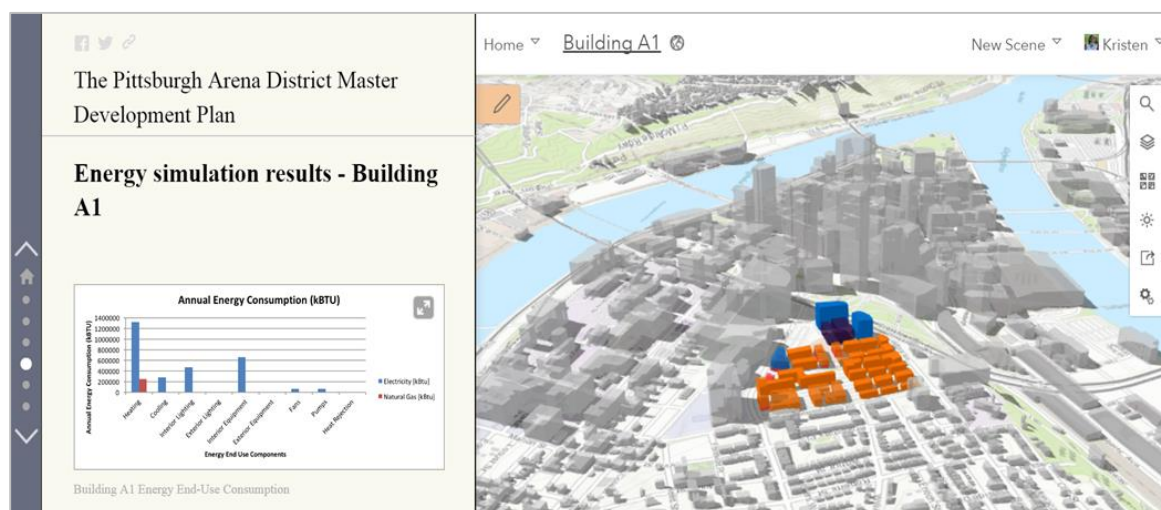 The Pittsburgh Arena District Master
Development Plan
Energy simulation results - Building
A1
Annual Energy Consumption (kBTU)
Annual Energy Consumption (kBtu)
1400000
1200000
1000000
800000
600000
400000
200000
0
Heating
Cooling
Interior Lighting
Exterior Lighting
Interior Equipment
Exterior Equipment
Fans
Pumps
Heat Rejection
Electricity [kBtu]
Natural Gas [kBtu]
Energy End Use Components
Building A1 Energy End-Use Consumption
Home
Building A1
New Scene
Kristen